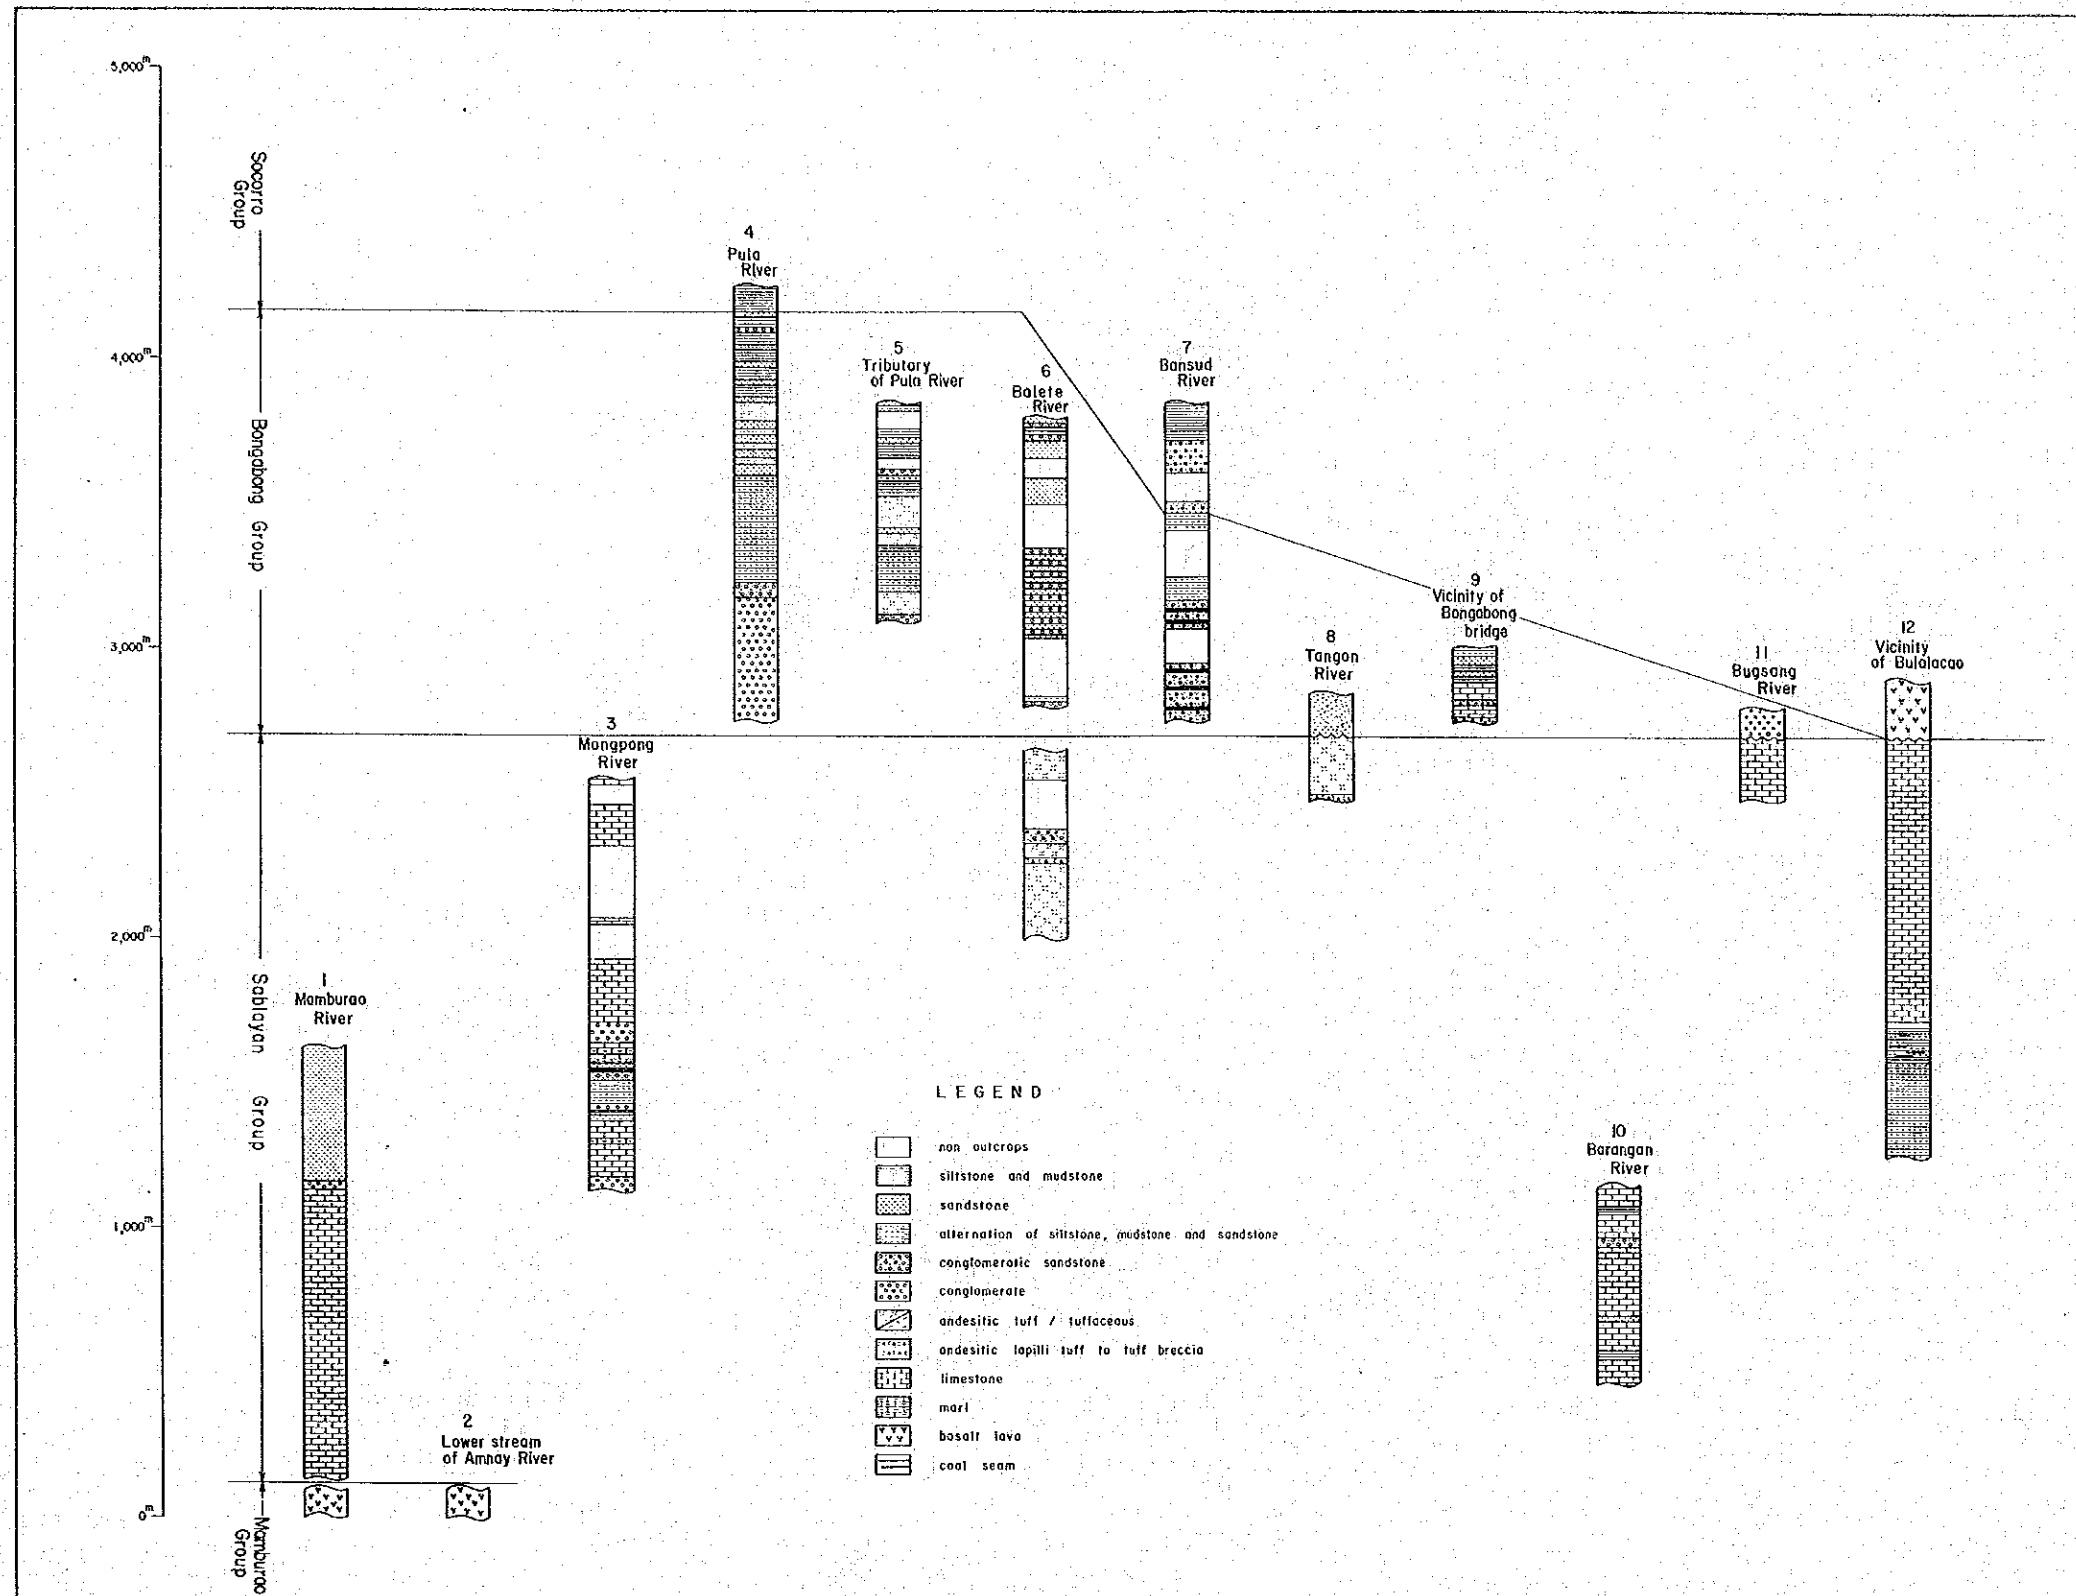 5,000m
4,000m
3,000m
2,000m
1,000m
0m
Socorro
Group
Bongabong Group
Sablayan Group
Mamburao
Group
1
Mamburao
River
2
Lower stream
of Amnay River
3
Mongpong
River
4
Pula
River
5
Tributary
of Pula River
6
Balete
River
7
Bansud
River
8
Tangon
River
9
Vicinity of
Bongabong
bridge
10
Barangan
River
11
Bugsang
River
12
Vicinity
of Bulalacao
LEGEND
non outcrops
siltstone and mudstone
sandstone
alternation of siltstone, mudstone and sandstone
conglomeratic sandstone
conglomerate
andesitic tuff / tuffaceous
andesitic lapilli tuff to tuff breccia
limestone
marl
basalt lava
coal seam